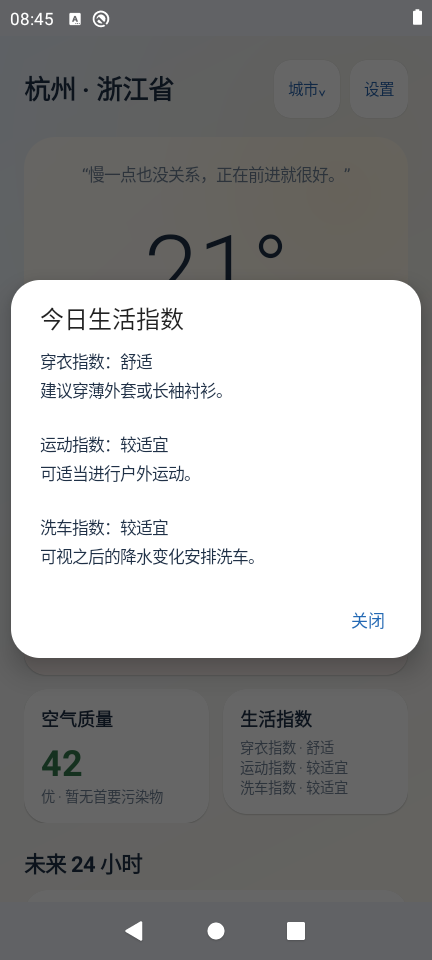 08:45
杭州 · 浙江省
城市
设置
“慢一点也没关系，正在前进就很好。”
21°
今日生活指数
穿衣指数：舒适
建议穿薄外套或长袖衬衫。
运动指数：较适宜
可适当进行户外运动。
洗车指数：较适宜
可视之后的降水变化安排洗车。
关闭
空气质量
42
优 · 暂无首要污染物
生活指数
穿衣指数 · 舒适
运动指数 · 较适宜
洗车指数 · 较适宜
未来 24 小时